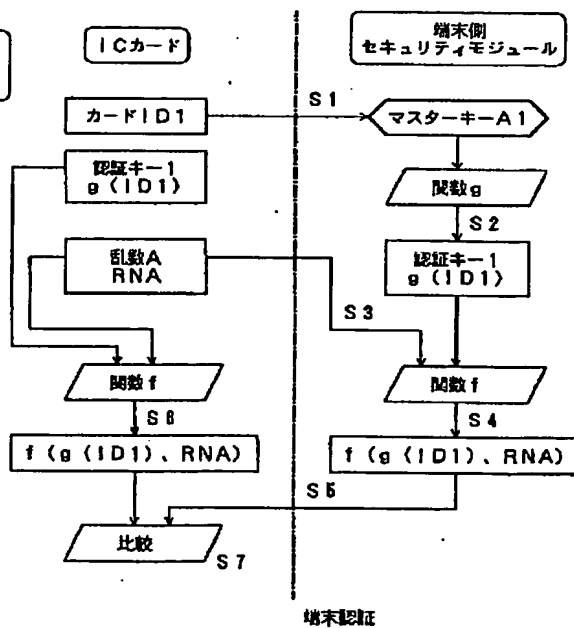 ICカード
端末側
セキュリティモジュール
カードID1
S1
マスターキーA1
認証キー1
g(ID1)
関数g
S2
乱数A
RNA
認証キー1
g(ID1)
S3
関数f
関数f
S6
S4
f(g(ID1)、RNA)
f(g(ID1)、RNA)
S5
比較
S7
端末認証